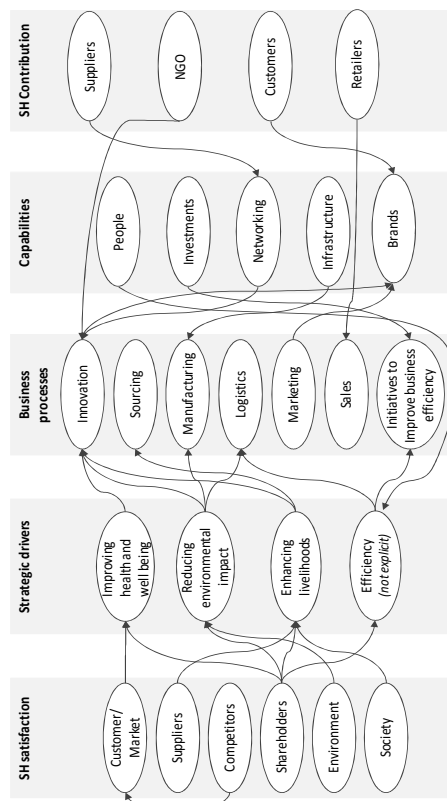 SH satisfaction
Customer/
Market
Suppliers
Competitors
Shareholders
Environment
Society
Strategic drivers
Improving
health and
well being
Reducing
environmental
impact
Enhancing
livelihoods
Efficiency
(not explicit)
Business
processes
Innovation
Sourcing
Manufacturing
Logistics
Marketing
Sales
Initiatives to
Improve business
efficiency
Capabilities
People
Investments
Networking
Infrastructure
Brands
SH Contribution
Suppliers
NGO
Customers
Retailers